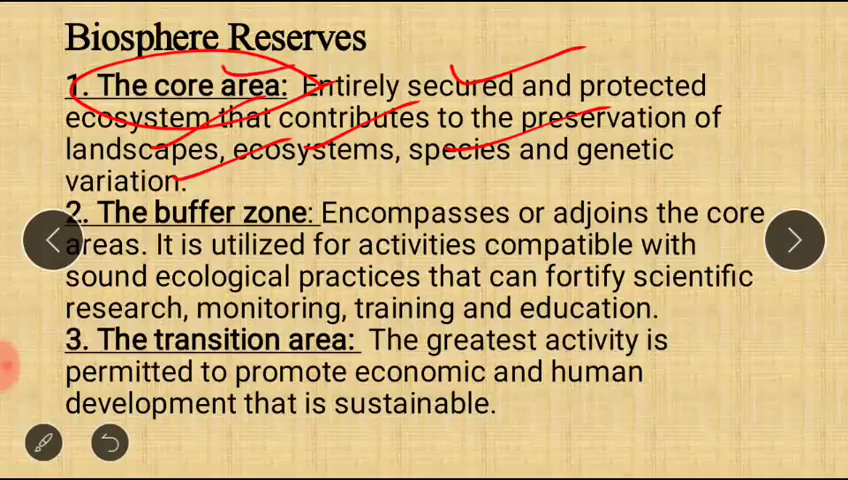 Biosphere Reserves
1. The core area: Entirely secured and protected
ecosystem that contributes to the preservation of
landscapes, ecosystems, species and genetic
variation.
2. The buffer zone: Encompasses or adjoins the core
areas. It is utilized for activities compatible with
sound ecological practices that can fortify scientific
research, monitoring, training and education.
3. The transition area: The greatest activity is
permitted to promote economic and human
development that is sustainable.